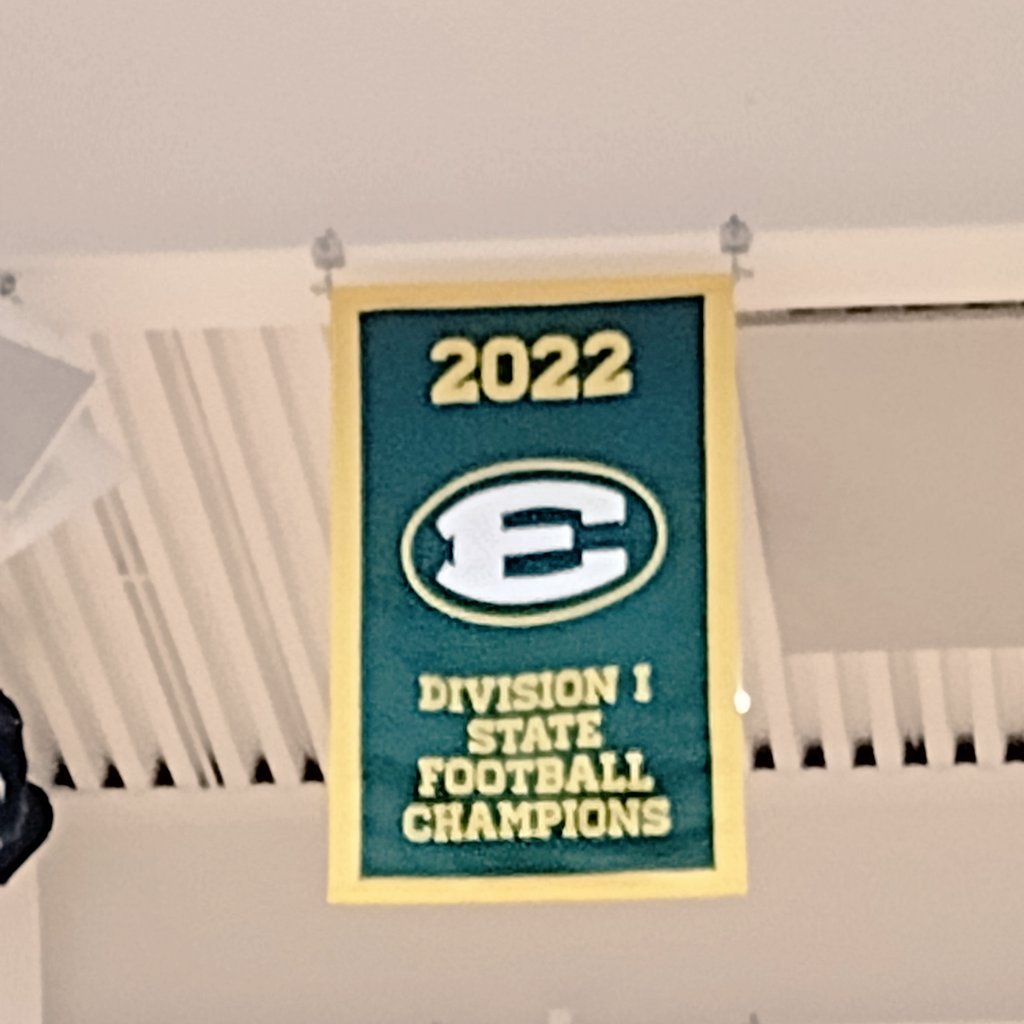 2022
E
DIVISION I
STATE
FOOTBALL
CHAMPIONS